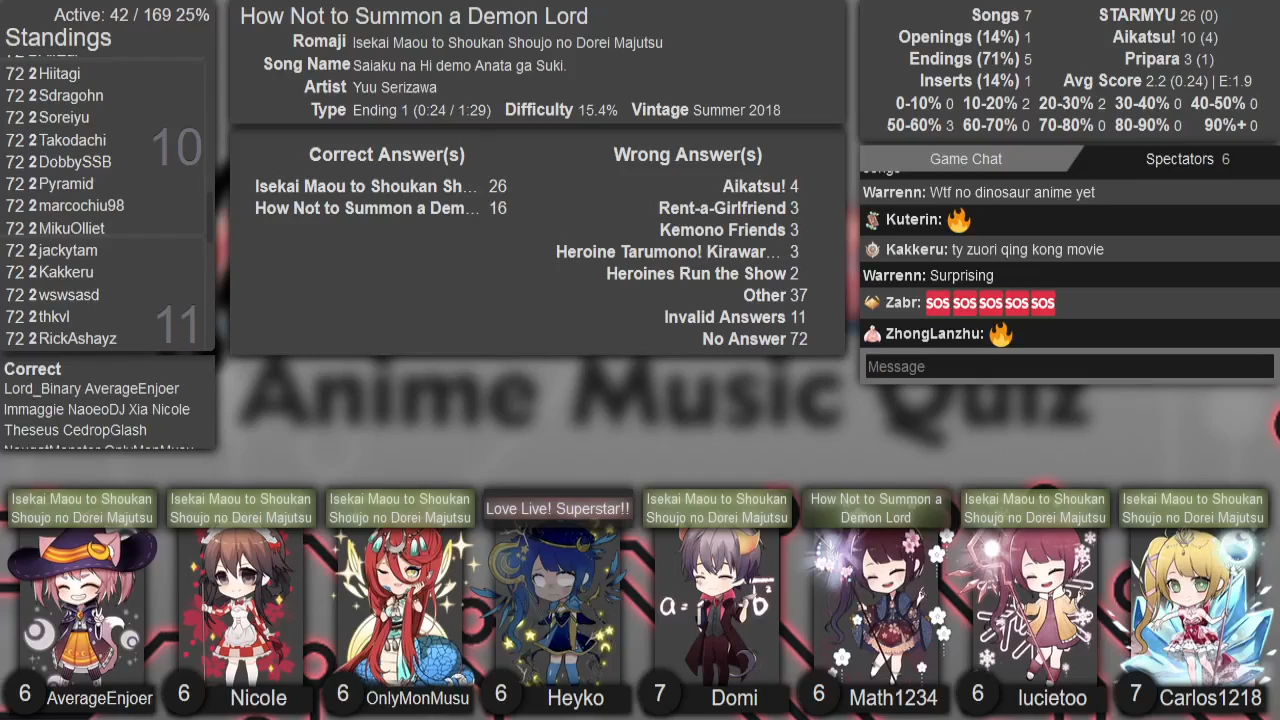 Active: 42 / 169 25%
Standings
72 2 Hiitagi
72 2 Sdragohn
72 2 Soreiyu
72 2 Takodachi
72 2 DobbySSB
72 2 Pyramid
72 2 marcochiu98
72 2 MikuOlliet
10
72 2 jackytam
72 2 Kakkeru
72 2 wswsasd
72 2 thkvl
72 2 RickAshayz
11
Correct
Lord_Binary AverageEnjoer
Immaggie NaoeoDJ Xia Nicole
Theseus CedropGlash
How Not to Summon a Demon Lord
Romaji Isekai Maou to Shoukan Shoujo no Dorei Majutsu
Song Name Saiaku na Hi demo Anata ga Suki.
Artist Yuu Serizawa
Type Ending 1 (0:24 / 1:29) Difficulty 15.4% Vintage Summer 2018
Correct Answer(s)
Isekai Maou to Shoukan Sh... 26
How Not to Summon a Dem... 16
Wrong Answer(s)
Aikatsu! 4
Rent-a-Girlfriend 3
Kemono Friends 3
Heroine Tarumono! Kirawar... 3
Heroines Run the Show 2
Other 37
Invalid Answers 11
No Answer 72
Songs 7 STARMYU 26 (0)
Openings (14%) 1 Aikatsu! 10 (4)
Endings (71%) 5 Pripara 3 (1)
Inserts (14%) 1 Avg Score 2.2 (0.24) | E:1.9
0-10% 0 10-20% 2 20-30% 2 30-40% 0 40-50% 0
50-60% 3 60-70% 0 70-80% 0 80-90% 0 90%+ 0
Game Chat Spectators 6
Warrenn: Wtf no dinosaur anime yet
Kuterin: 🔥
Kakkeru: ty zuori qing kong movie
Warrenn: Surprising
Zabr: 🆘🆘🆘🆘🆘
ZhongLanzhu: 🔥
Message
Anime Music Quiz
Isekai Maou to Shoukan
Shoujo no Dorei Majutsu
Isekai Maou to Shoukan
Shoujo no Dorei Majutsu
Isekai Maou to Shoukan
Shoujo no Dorei Majutsu
Love Live! Superstar!!
Isekai Maou to Shoukan
Shoujo no Dorei Majutsu
How Not to Summon a
Demon Lord
Isekai Maou to Shoukan
Shoujo no Dorei Majutsu
Isekai Maou to Shoukan
Shoujo no Dorei Majutsu
a= b²
6 AverageEnjoer
6 Nicole
6 OnlyMonMusu
6 Heyko
7 Domi
6 Math1234
6 lucietoo
7 Carlos1218